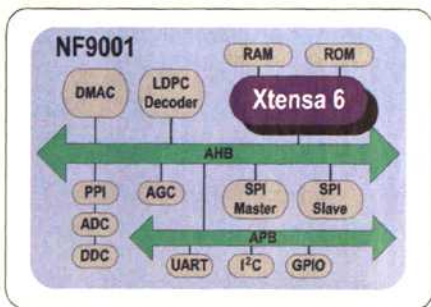 NF9001
RAM
ROM
DMAC
LDPC
Decoder
Xtensa 6
AHB
PPI
AGC
SPI
Master
SPI
Slave
ADC
APB
DDC
UART
I²C
GPIO